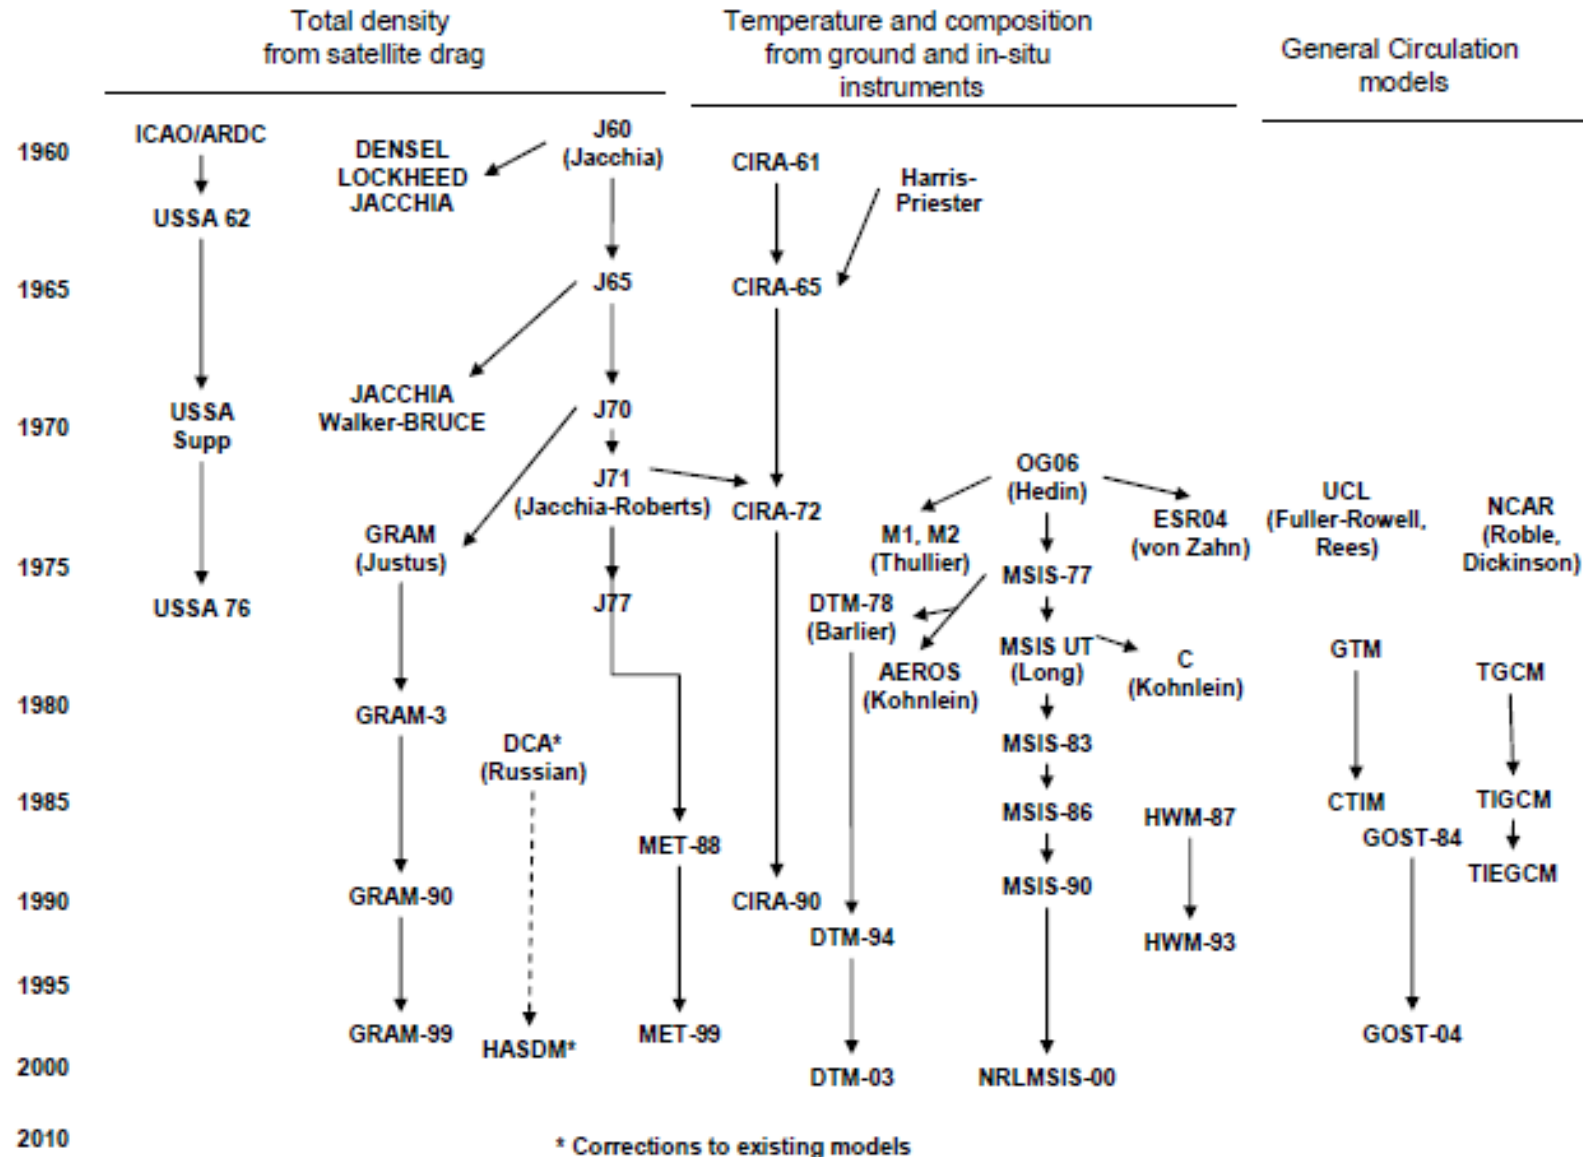 Total density
from satellite drag
Temperature and composition
from ground and in-situ
instruments
General Circulation
models
1960
1965
1970
1975
1980
1985
1990
1995
2000
2010
ICAO/ARDC
USSA 62
USSA
Supp
USSA 76
DENSEL
LOCKHEED
JACCHIA
J60
(Jacchia)
J65
JACCHIA
Walker-BRUCE
J70
J71
(Jacchia-Roberts)
GRAM
(Justus)
J77
GRAM-3
DCA*
(Russian)
MET-88
GRAM-90
GRAM-99
HASDM*
MET-99
CIRA-61
Harris-
Priester
CIRA-65
CIRA-72
CIRA-90
OG06
(Hedin)
M1, M2
(Thullier)
ESR04
(von Zahn)
MSIS-77
DTM-78
(Barlier)
AEROS
(Kohnlein)
MSIS UT
(Long)
C
(Kohnlein)
MSIS-83
MSIS-86
HWM-87
MSIS-90
DTM-94
HWM-93
DTM-03
NRLMSIS-00
UCL
(Fuller-Rowell,
Rees)
NCAR
(Roble,
Dickinson)
GTM
TGCM
CTIM
TIGCM
GOST-84
TIEGCM
GOST-04
* Corrections to existing models